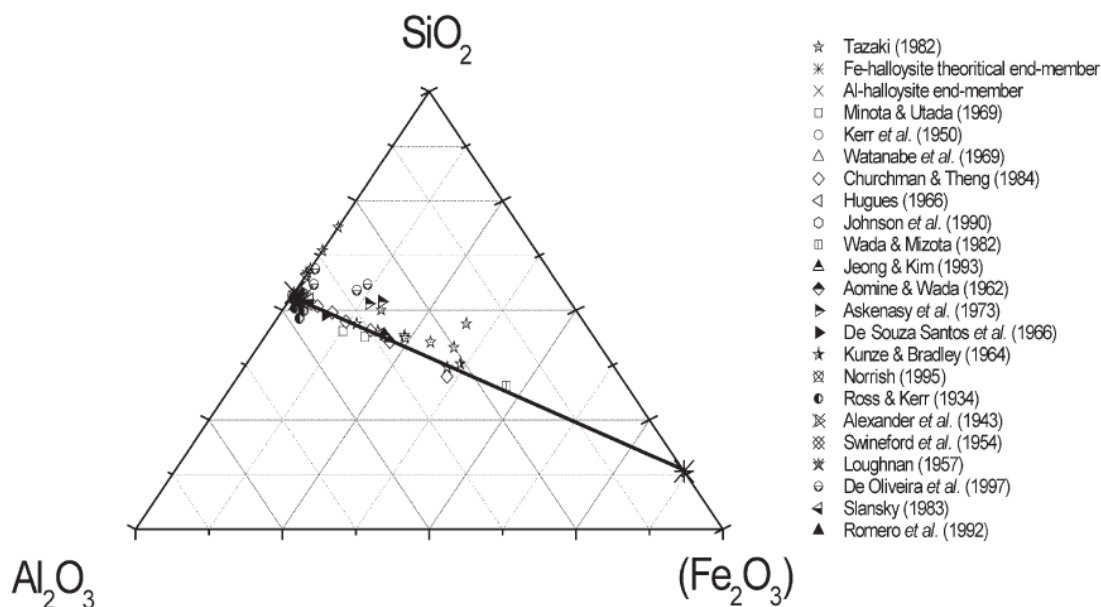 SiO₂
Tazaki (1982)
Fe-halloysite theoritical end-member
Al-halloysite end-member
Minota & Utada (1969)
Kerr et al. (1950)
Watanabe et al. (1969)
Churchman & Theng (1984)
Hugues (1966)
Johnson et al. (1990)
Wada & Mizota (1982)
Jeong & Kim (1993)
Aomine & Wada (1962)
Askenasy et al. (1973)
De Souza Santos et al. (1966)
Kunze & Bradley (1964)
Norrish (1995)
Ross & Kerr (1934)
Alexander et al. (1943)
Swineford et al. (1954)
Loughnan (1957)
De Oliveira et al. (1997)
Slansky (1983)
Romero et al. (1992)
Al₂O₃
(Fe₂O₃)